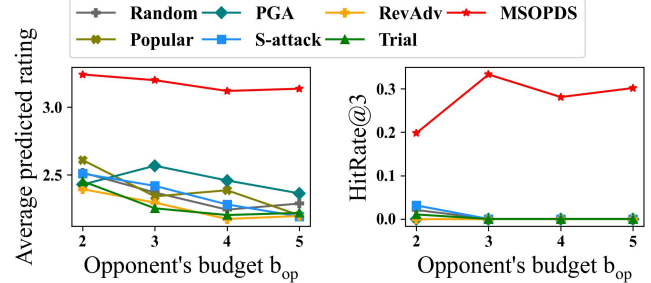 Random PGA RevAdv MSOPDS
Popular S-attack Trial
Average predicted rating
3.0
2.5
2 3 4 5
Opponent's budget b_op
HitRate@3
0.3
0.2
0.1
0.0
2 3 4 5
Opponent's budget b_op